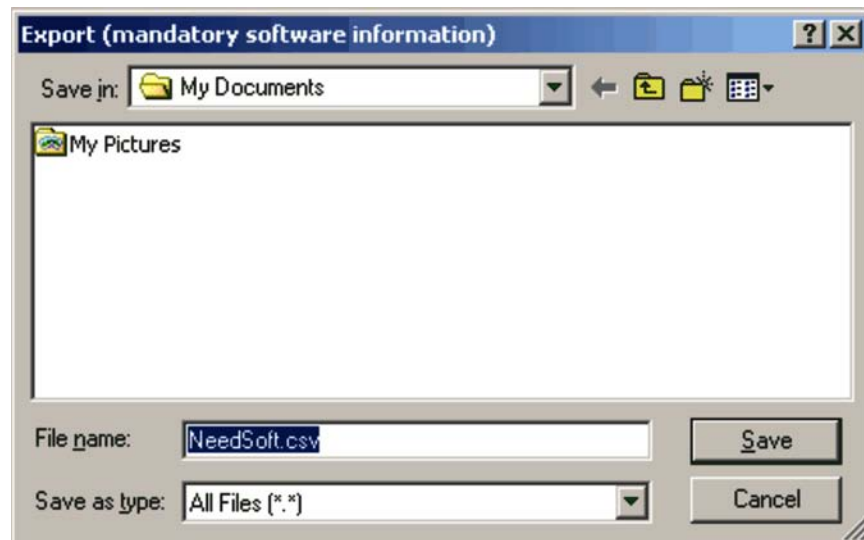 Export (mandatory software information)
Save in: My Documents
My Pictures
File name: NeedSoft.csv Save
Save as type: All Files (*.*) Cancel